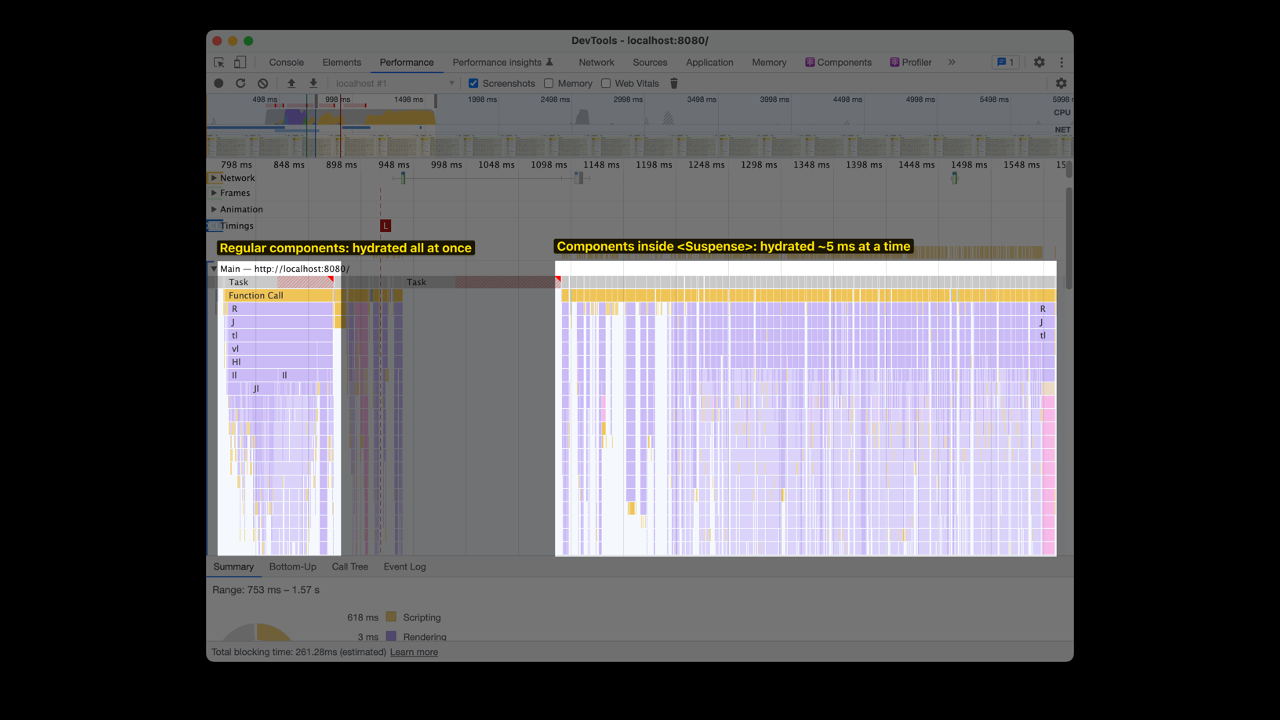 DevTools - localhost:8080/
Console Elements Performance Performance insights Network Sources Application Memory Components Profiler » 1
localhost #1 Screenshots Memory Web Vitals
498 ms 998 ms 1498 ms 1998 ms 2498 ms 2998 ms 3498 ms 3998 ms 4498 ms 4998 ms 5498 ms 5998 ms
CPU
NET
798 ms 848 ms 898 ms 948 ms 998 ms 1048 ms 1098 ms 1148 ms 1198 ms 1248 ms 1298 ms 1348 ms 1398 ms 1448 ms 1498 ms 1548 ms
Network
Frames
Animation
Timings L
Regular components: hydrated all at once Components inside <Suspense>: hydrated ~5 ms at a time
Main — http://localhost:8080/
Task Task
Function Call
R R
J J
tl tl
vl
Hl
Il Il
Jl
Summary Bottom-Up Call Tree Event Log
Range: 753 ms – 1.57 s
618 ms Scripting
3 ms Rendering
Total blocking time: 261.28ms (estimated) Learn more